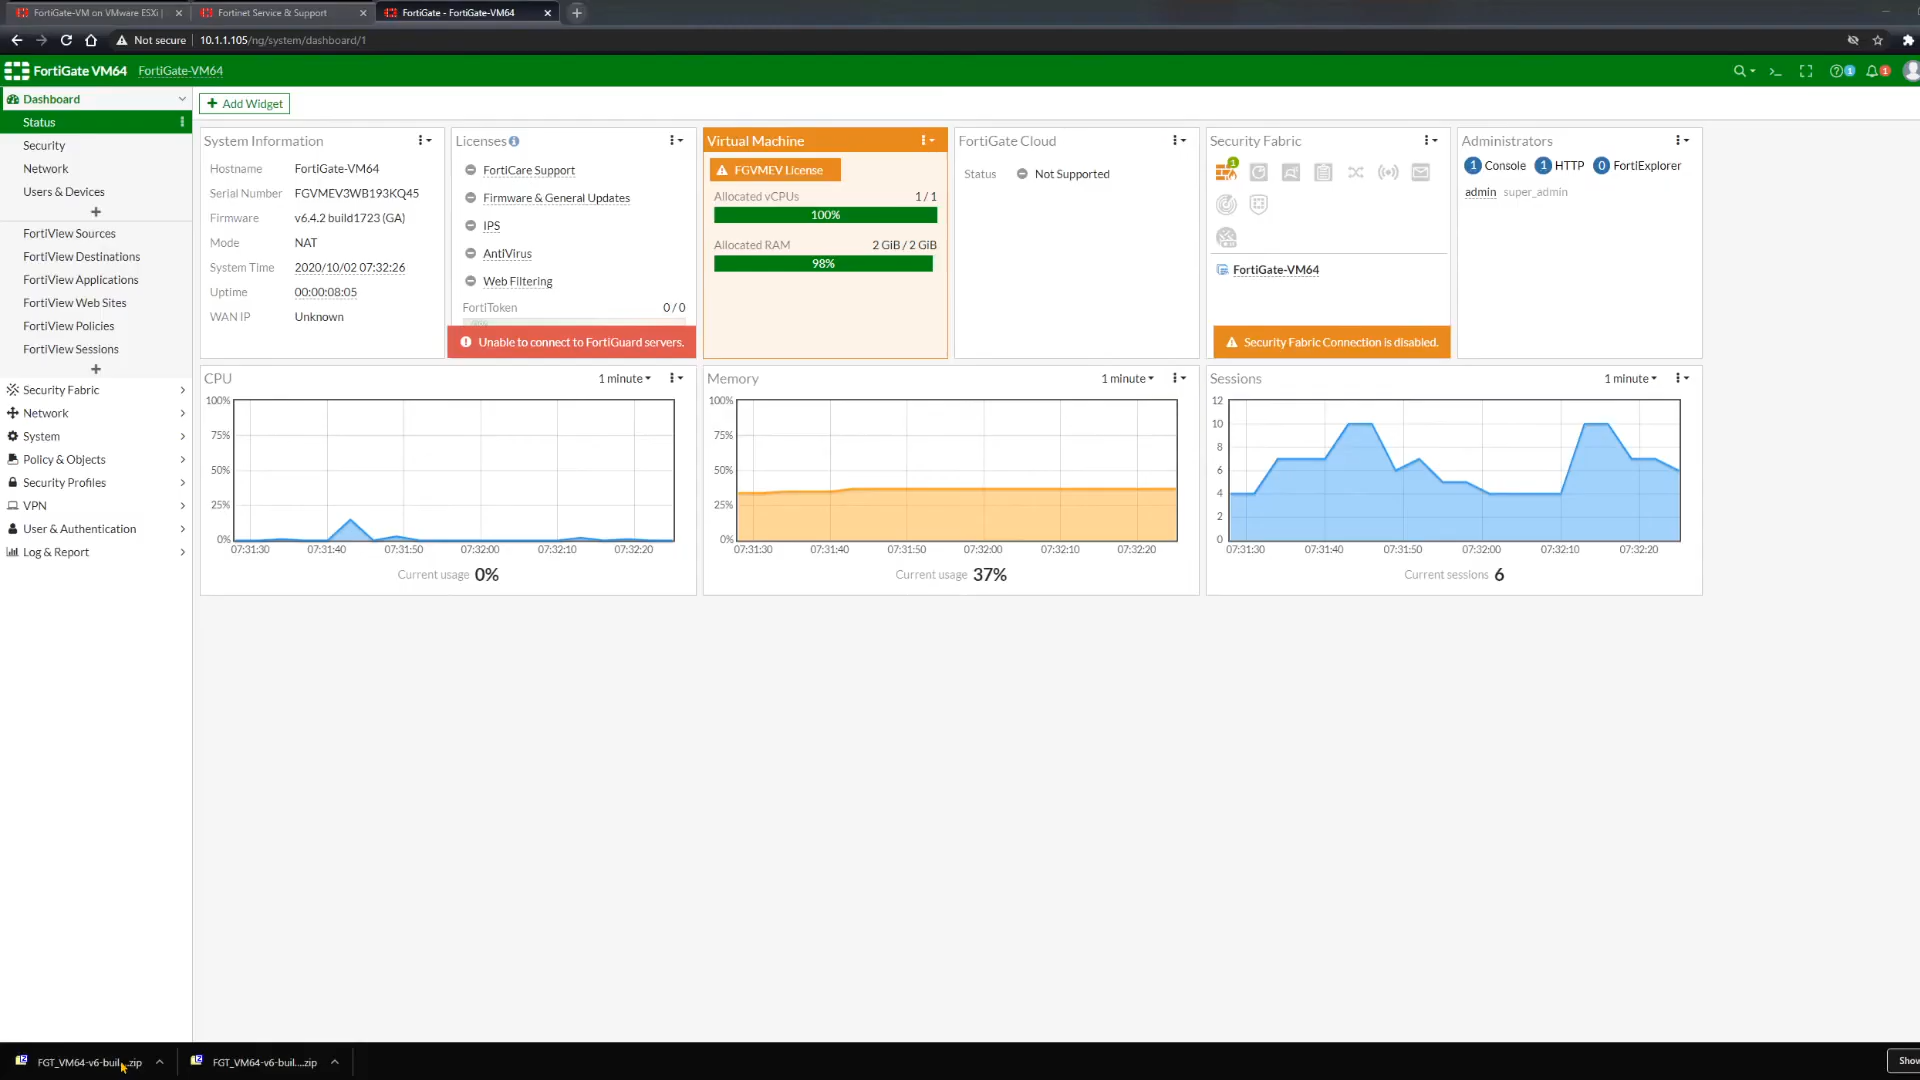 FortiGate-VM on VMware ESXi |
Fortinet Service & Support
FortiGate - FortiGate-VM64
Not secure
10.1.1.105/ng/system/dashboard/1
FortiGate VM64
FortiGate-VM64
1
1
Dashboard
Status
Security
Network
Users & Devices
FortiView Sources
FortiView Destinations
FortiView Applications
FortiView Web Sites
FortiView Policies
FortiView Sessions
Security Fabric
Network
System
Policy & Objects
Security Profiles
VPN
User & Authentication
Log & Report
+ Add Widget
System Information
Hostname FortiGate-VM64
Serial Number FGVMEV3WB193KQ45
Firmware v6.4.2 build1723 (GA)
Mode NAT
System Time 2020/10/02 07:32:26
Uptime 00:00:08:05
WAN IP Unknown
Licenses
FortiCare Support
Firmware & General Updates
IPS
AntiVirus
Web Filtering
FortiToken 0 / 0
Unable to connect to FortiGuard servers.
Virtual Machine
FGVMEV License
Allocated vCPUs 1 / 1
100%
Allocated RAM 2 GiB / 2 GiB
98%
FortiGate Cloud
Status Not Supported
Security Fabric
1
FortiGate-VM64
Security Fabric Connection is disabled.
Administrators
1 Console 1 HTTP 0 FortiExplorer
admin super_admin
CPU
1 minute
100%
75%
50%
25%
0%
07:31:30 07:31:40 07:31:50 07:32:00 07:32:10 07:32:20
Current usage 0%
Memory
1 minute
100%
75%
50%
25%
0%
07:31:30 07:31:40 07:31:50 07:32:00 07:32:10 07:32:20
Current usage 37%
Sessions
1 minute
12
10
8
6
4
2
0
07:31:30 07:31:40 07:31:50 07:32:00 07:32:10 07:32:20
Current sessions 6
FGT_VM64-v6-buil....zip
FGT_VM64-v6-buil....zip
Show